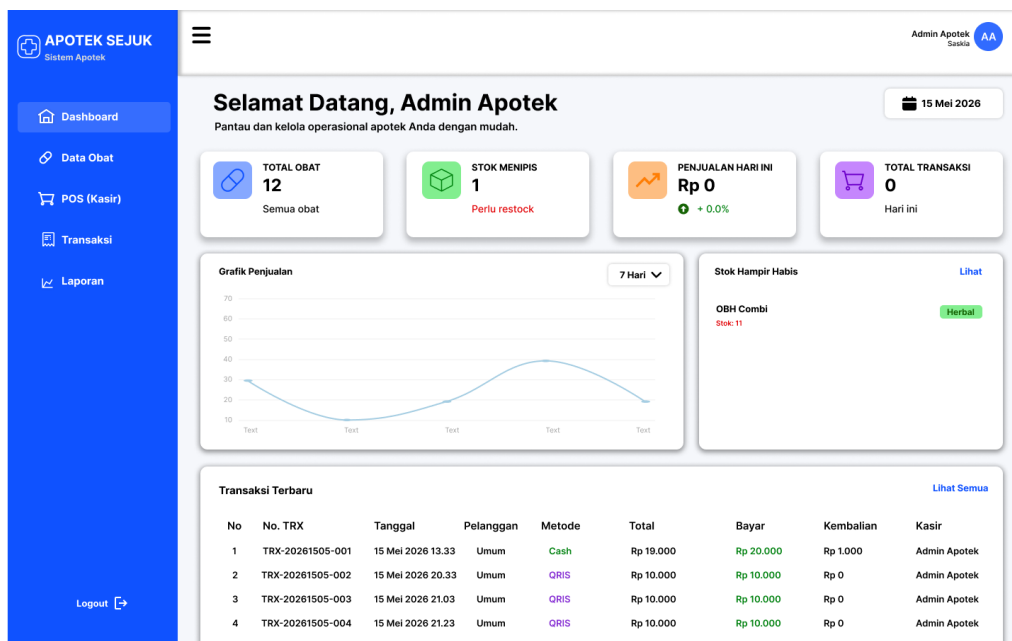 APOTEK SEJUK
Sistem Apotek
Dashboard
Data Obat
POS (Kasir)
Transaksi
Laporan
Logout
Admin Apotek
Saskia
AA
Selamat Datang, Admin Apotek
Pantau dan kelola operasional apotek Anda dengan mudah.
15 Mei 2026
TOTAL OBAT
12
Semua obat
STOK MENIPIS
1
Perlu restock
PENJUALAN HARI INI
Rp 0
+ 0.0%
TOTAL TRANSAKSI
0
Hari ini
Grafik Penjualan
7 Hari
70
60
50
40
30
20
10
Text Text Text Text Text
Stok Hampir Habis Lihat
OBH Combi Herbal
Stok: 11
Transaksi Terbaru Lihat Semua
No No. TRX Tanggal Pelanggan Metode Total Bayar Kembalian Kasir
1 TRX-20261505-001 15 Mei 2026 13.33 Umum Cash Rp 19.000 Rp 20.000 Rp 1.000 Admin Apotek
2 TRX-20261505-002 15 Mei 2026 20.33 Umum QRIS Rp 10.000 Rp 10.000 Rp 0 Admin Apotek
3 TRX-20261505-003 15 Mei 2026 21.03 Umum QRIS Rp 10.000 Rp 10.000 Rp 0 Admin Apotek
4 TRX-20261505-004 15 Mei 2026 21.23 Umum QRIS Rp 10.000 Rp 10.000 Rp 0 Admin Apotek